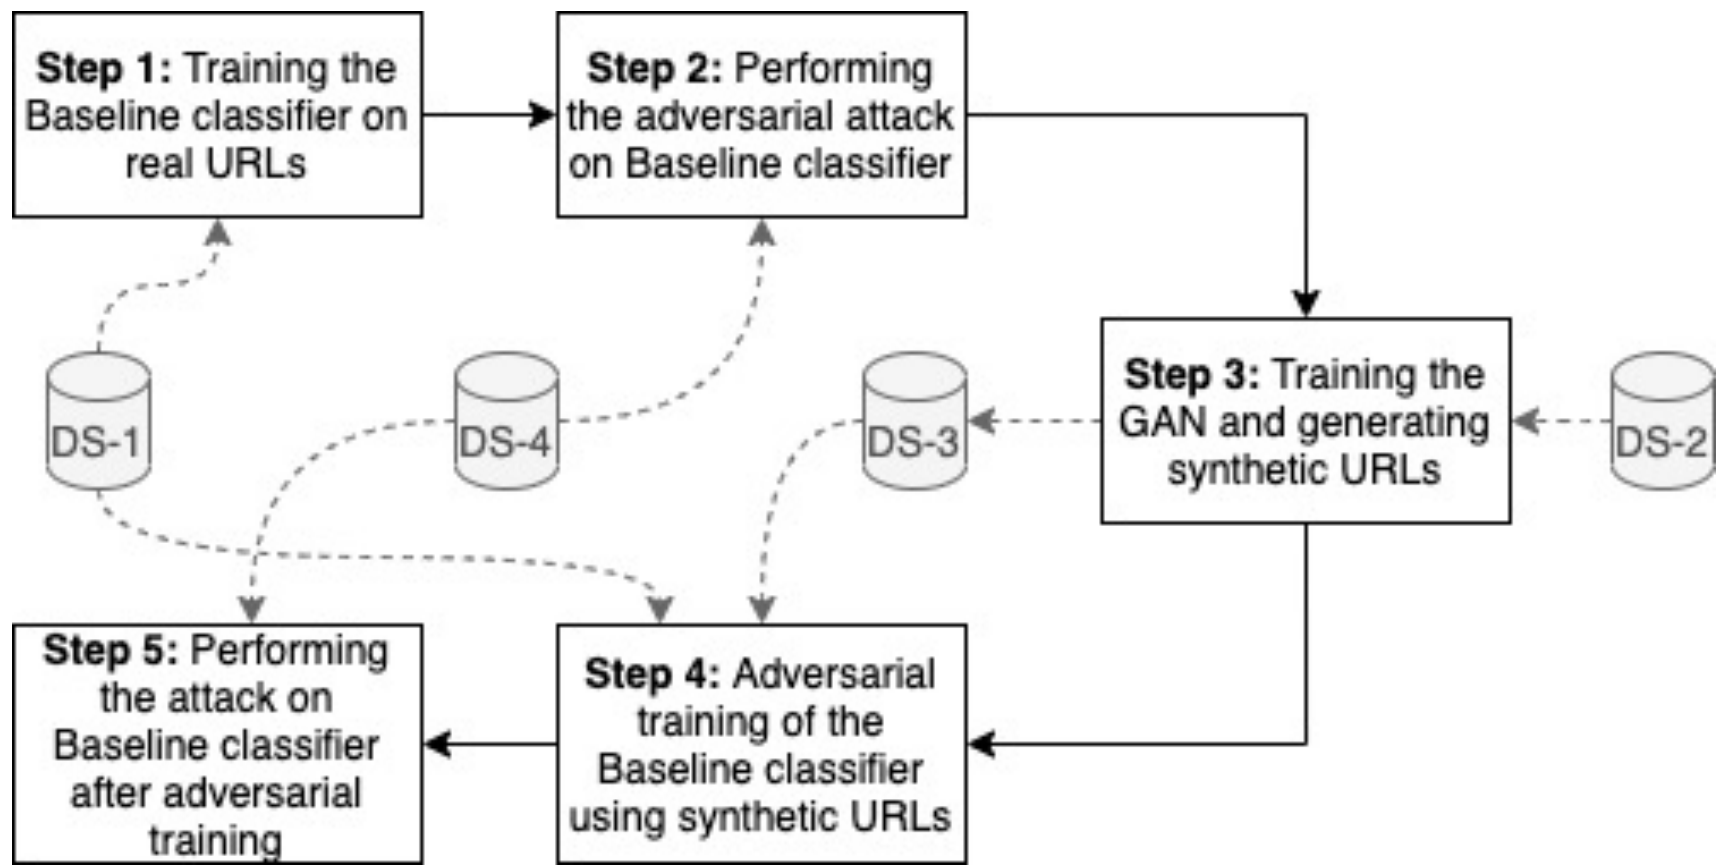 Step 1: Training the
Baseline classifier on
real URLs
Step 2: Performing
the adversarial attack
on Baseline classifier
Step 3: Training the
GAN and generating
synthetic URLs
DS-1
DS-4
DS-3
DS-2
Step 5: Performing
the attack on
Baseline classifier
after adversarial
training
Step 4: Adversarial
training of the
Baseline classifier
using synthetic URLs